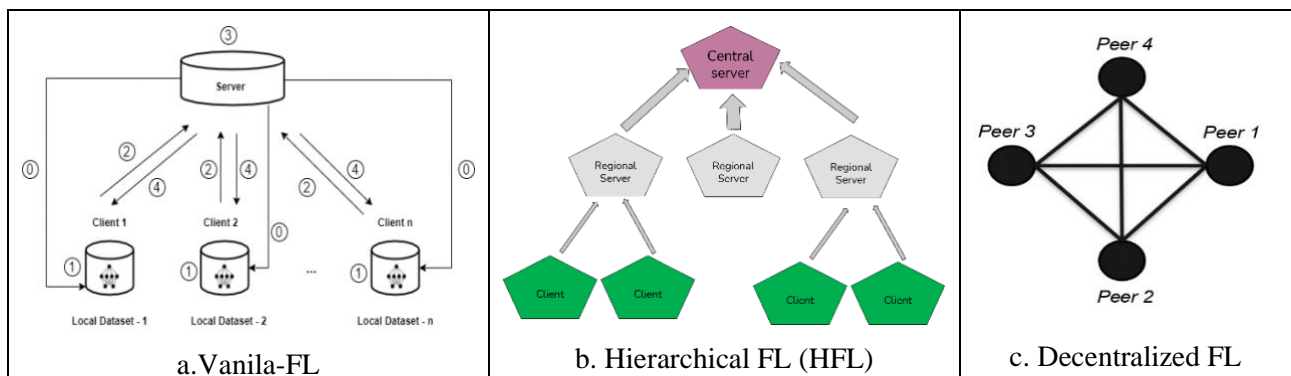 ③
Server
⓪
②
④
②
④
④
②
⓪
Client 1
Client 2
⓪
Client n
①
①
...
①
Local Dataset - 1
Local Dataset - 2
Local Dataset - n
a.Vanila-FL
Central
server
Regional
Server
Regional
Server
Regional
Server
Client
Client
Client
Client
b. Hierarchical FL (HFL)
Peer 4
Peer 3
Peer 1
Peer 2
c. Decentralized FL